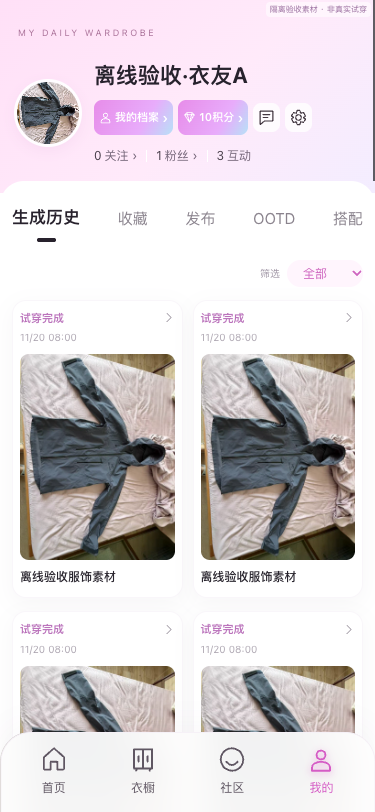 隔离验收素材 · 非真实试穿
MY DAILY WARDROBE
离线验收·衣友A
我的档案 ›
10积分 ›
0 关注 ›
1 粉丝 ›
3 互动
生成历史 收藏 发布 OOTD 搭配
筛选 全部
试穿完成
11/20 08:00
离线验收服饰素材
试穿完成
11/20 08:00
离线验收服饰素材
试穿完成
11/20 08:00
试穿完成
11/20 08:00
首页 衣橱 社区 我的